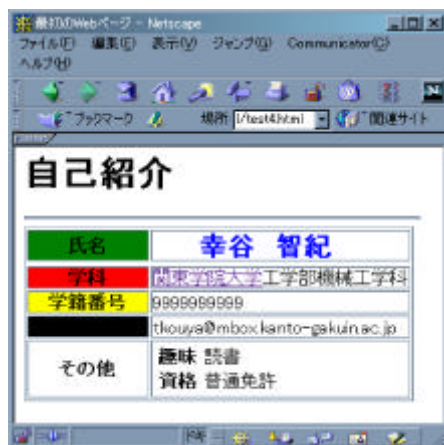 最初のWebページ - Netscape
ファイル(F) 編集(E) 表示(V) ジャンプ(G) Communicator(C)
ヘルプ(H)
ブックマーク 場所 l/test4.html 関連サイト
自己紹介
氏名 幸谷 智紀
学科 関東学院大学工学部機械工学科
学籍番号 9999999999
tkouya@mbox.kanto-gakuin.ac.jp
その他 趣味 読書
資格 普通免許